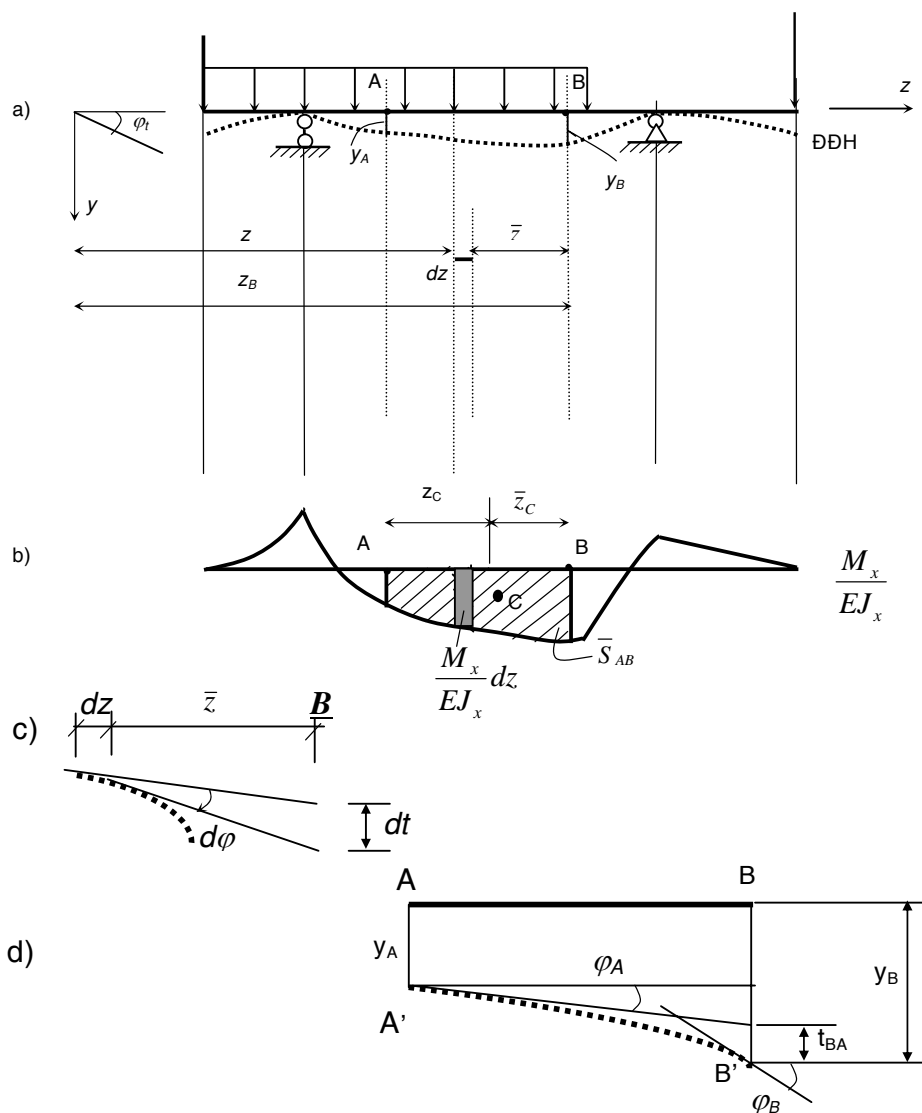 a)
A
B
z
φt
yA
yB
ĐĐH
y
z
z̅
dz
zB
zC
z̅C
b)
A
B
C
Mx
EJx
S̅AB
Mx
EJx
dz
dz
z̅
B
c)
dt
dφ
A
B
d)
yA
φA
yB
A'
tBA
B'
φB